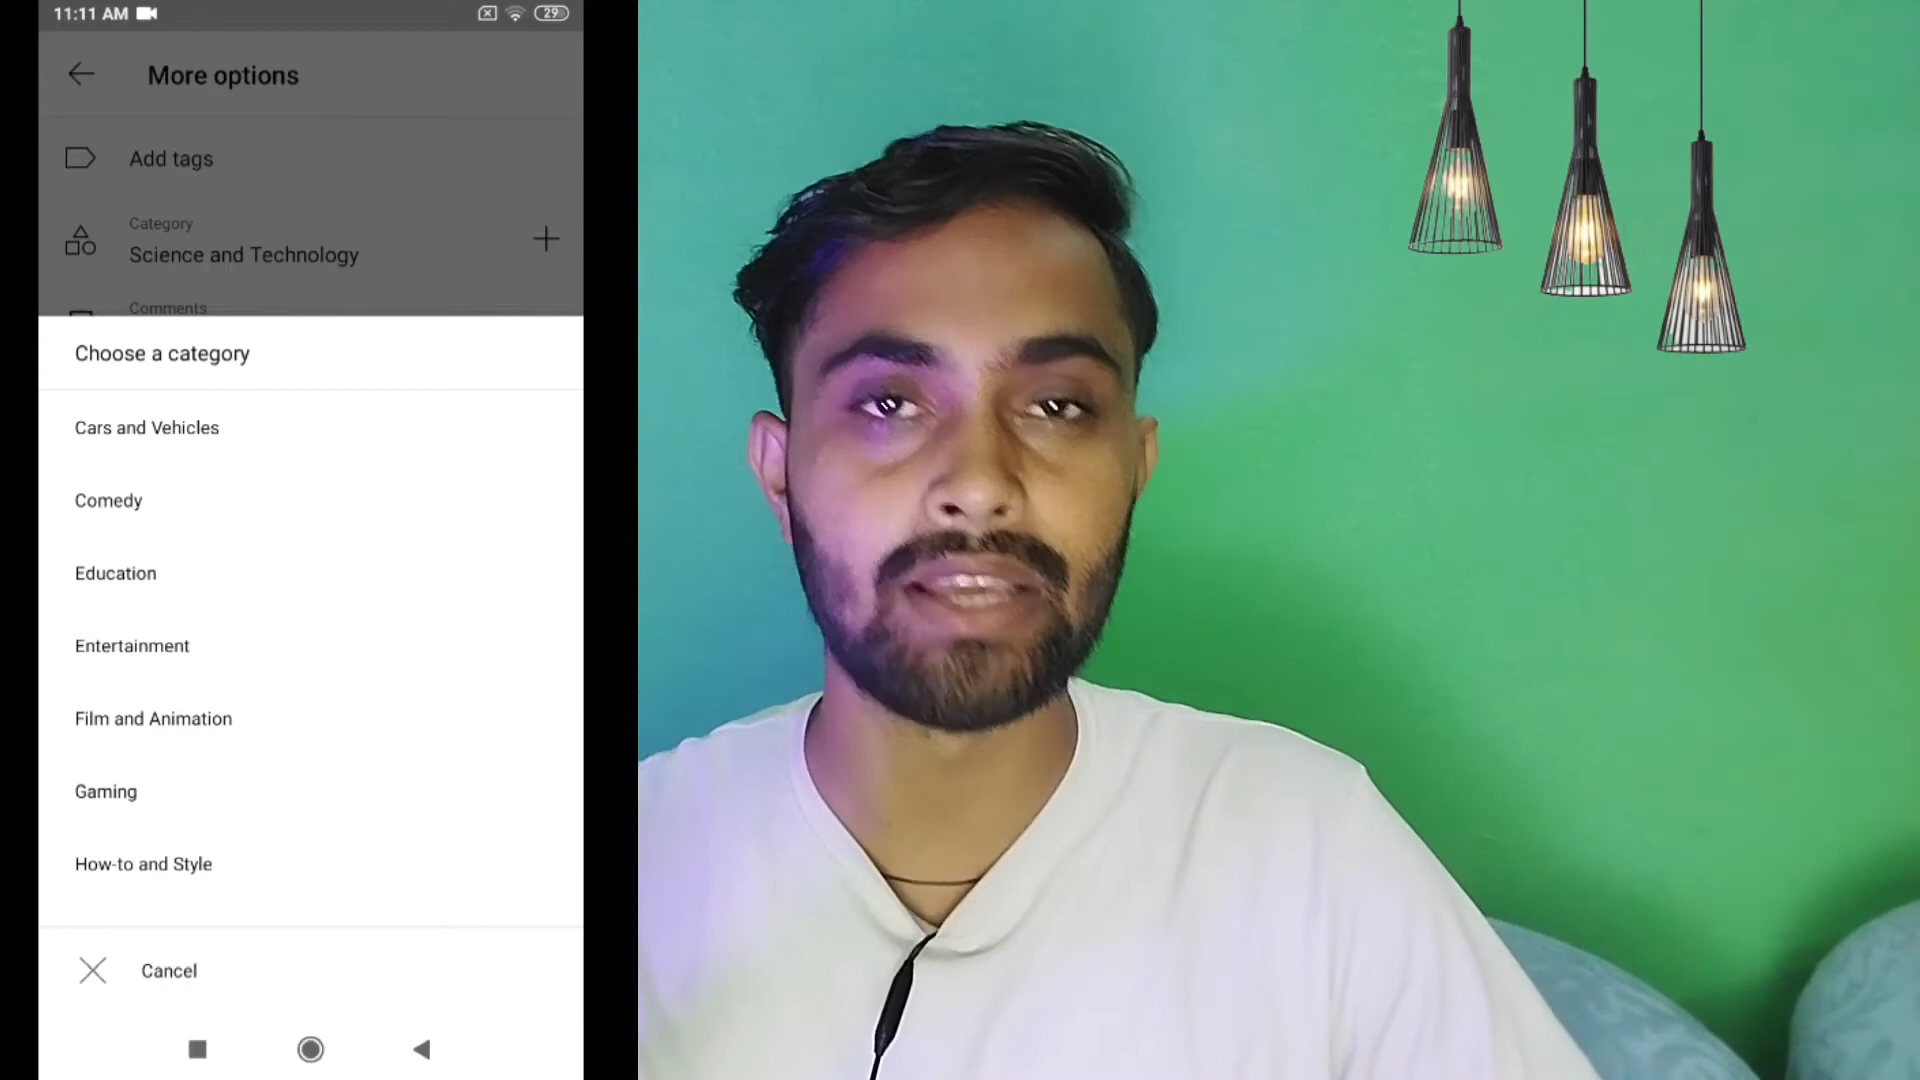 11:11 AM
29
More options
Add tags
Category
Science and Technology
Comments
Choose a category
Cars and Vehicles
Comedy
Education
Entertainment
Film and Animation
Gaming
How-to and Style
Cancel